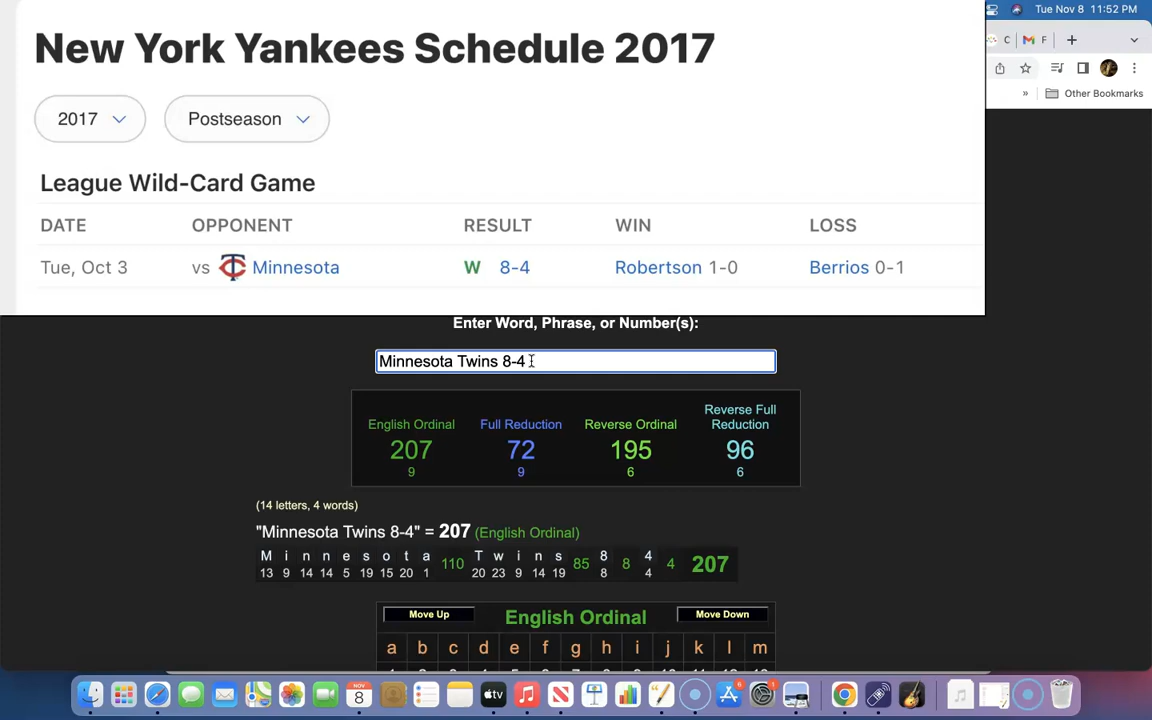 Tue Nov 8 11:52 PM
New York Yankees Schedule 2017
C F
2017 Postseason
» Other Bookmarks
League Wild-Card Game
DATE OPPONENT RESULT WIN LOSS
Tue, Oct 3 vs Minnesota W 8-4 Robertson 1-0 Berrios 0-1
Enter Word, Phrase, or Number(s):
Minnesota Twins 8-4
English Ordinal Full Reduction Reverse Ordinal Reverse Full Reduction
207 72 195 96
9 9 6 6
(14 letters, 4 words)
"Minnesota Twins 8-4" = 207 (English Ordinal)
M i n n e s o t a 110 T w i n s 85 8 8 4 4 207
13 9 14 14 5 19 15 20 1 20 23 9 14 19 8 4
Move Up English Ordinal Move Down
a b c d e f g h i j k l m
NOV
8 tv 6 1